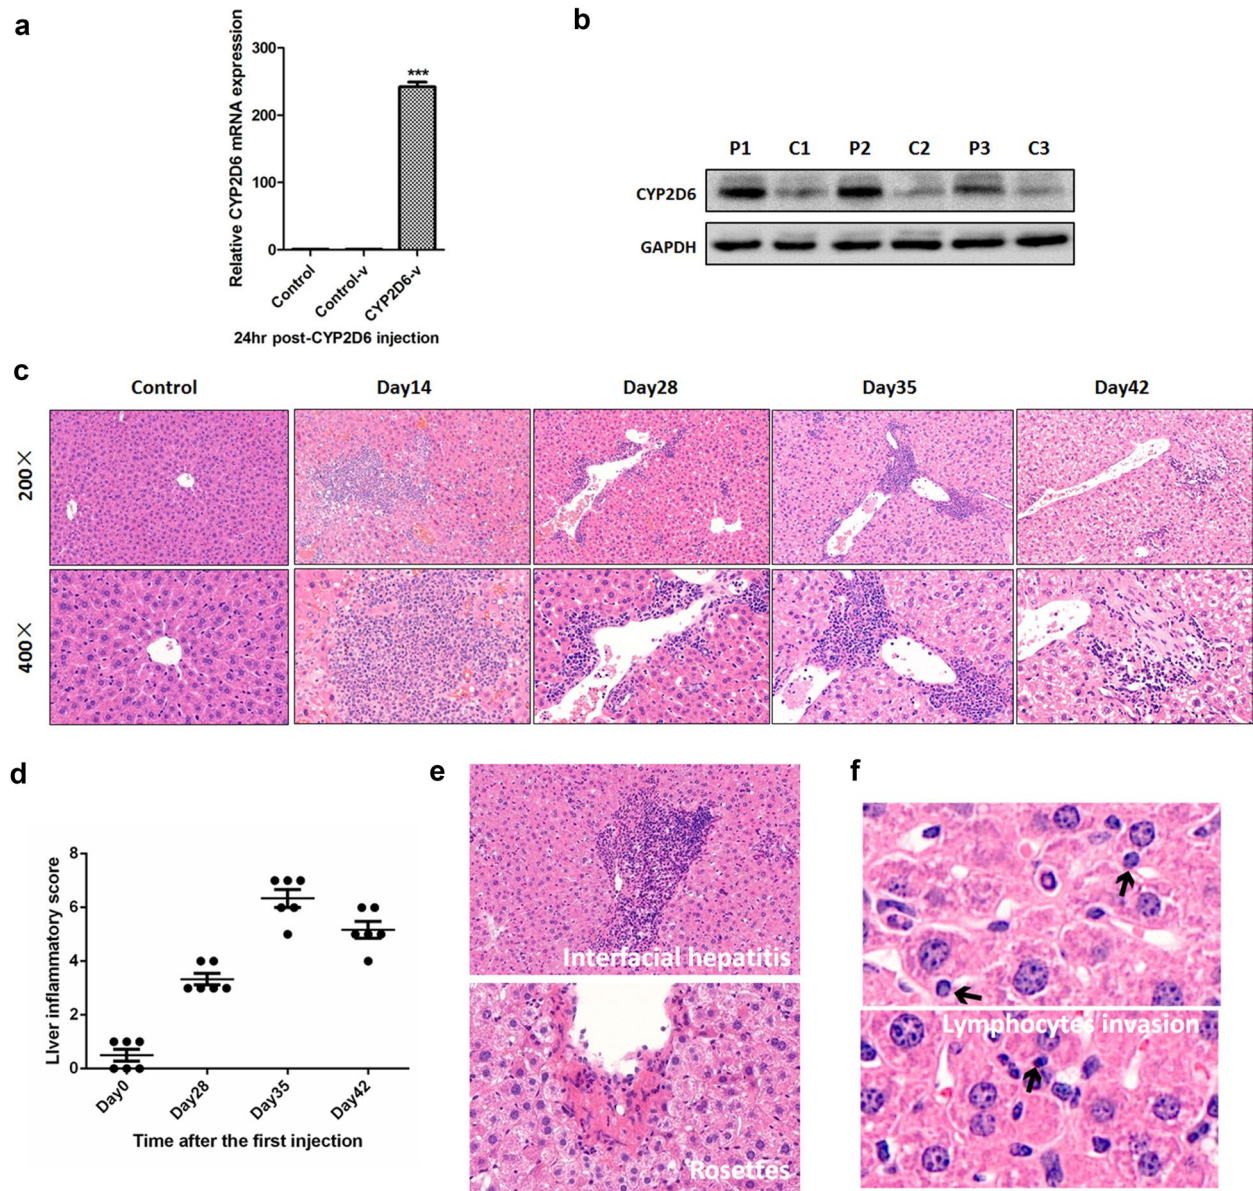 a
Relative CYP2D6 mRNA expression
300
200
100
0
***
Control
Control-v
CYP2D6-v
24hr post-CYP2D6 injection
b
P1 C1 P2 C2 P3 C3
CYP2D6
GAPDH
c
Control Day14 Day28 Day35 Day42
200×
400×
d
LIver inflammatory score
8
6
4
2
0
Day0
Day28
Day35
Day42
Time after the first injection
e
Interfacial hepatitis
Rosettes
f
Lymphocytes invasion